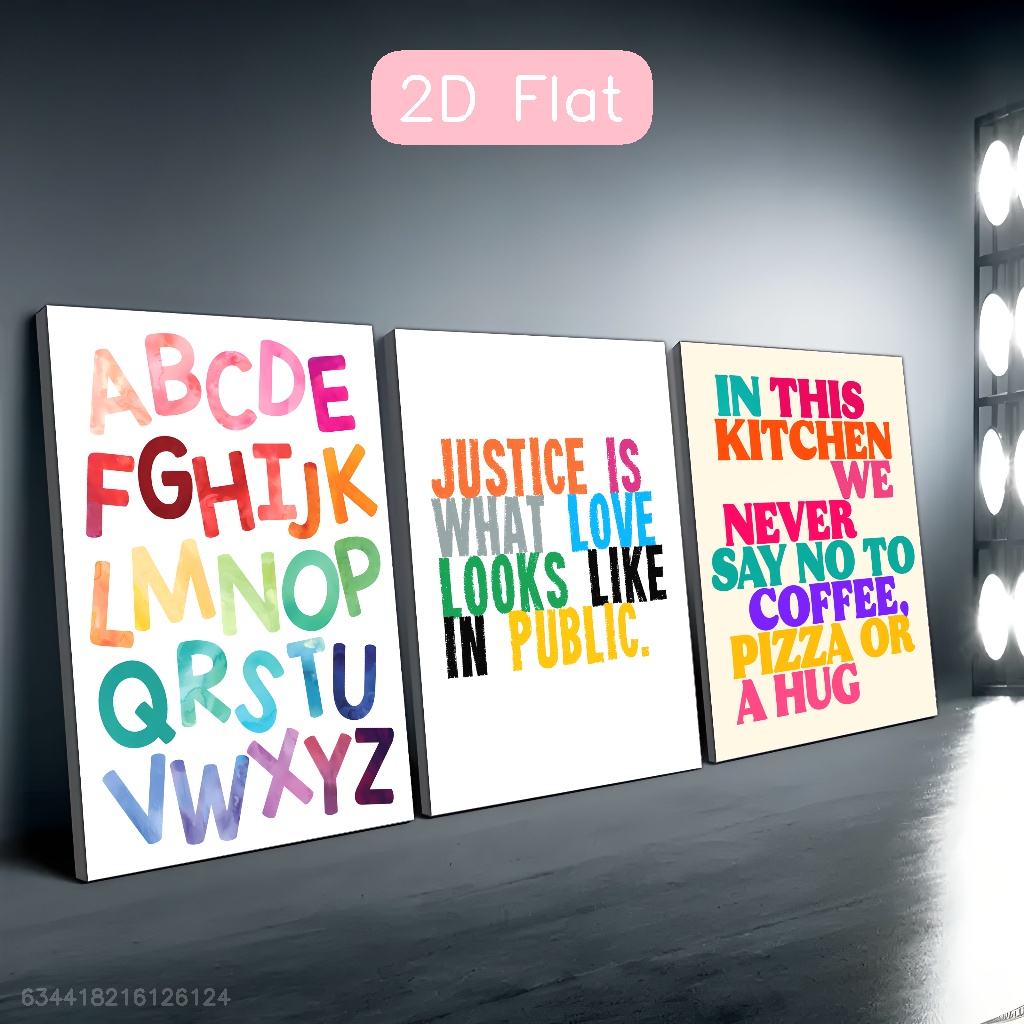 2D Flat
ABCDE
FGHIJK
LMNOP
QRSTU
VWXYZ
JUSTICE IS
WHAT LOVE
LOOKS LIKE
IN PUBLIC.
IN THIS
KITCHEN
WE
NEVER
SAY NO TO
COFFEE,
PIZZA OR
A HUG
634418216126124